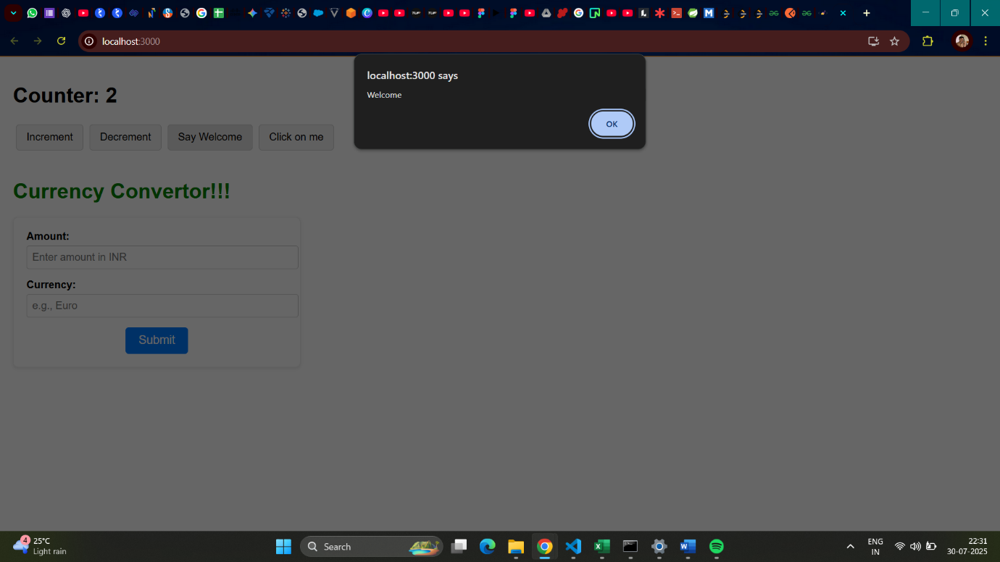 localhost:3000
localhost:3000 says
Welcome
OK
Counter: 2
Increment
Decrement
Say Welcome
Click on me
Currency Convertor!!!
Amount:
Enter amount in INR
Currency:
e.g., Euro
Submit
4
25°C
Light rain
Search
ENG
IN
22:31
30-07-2025